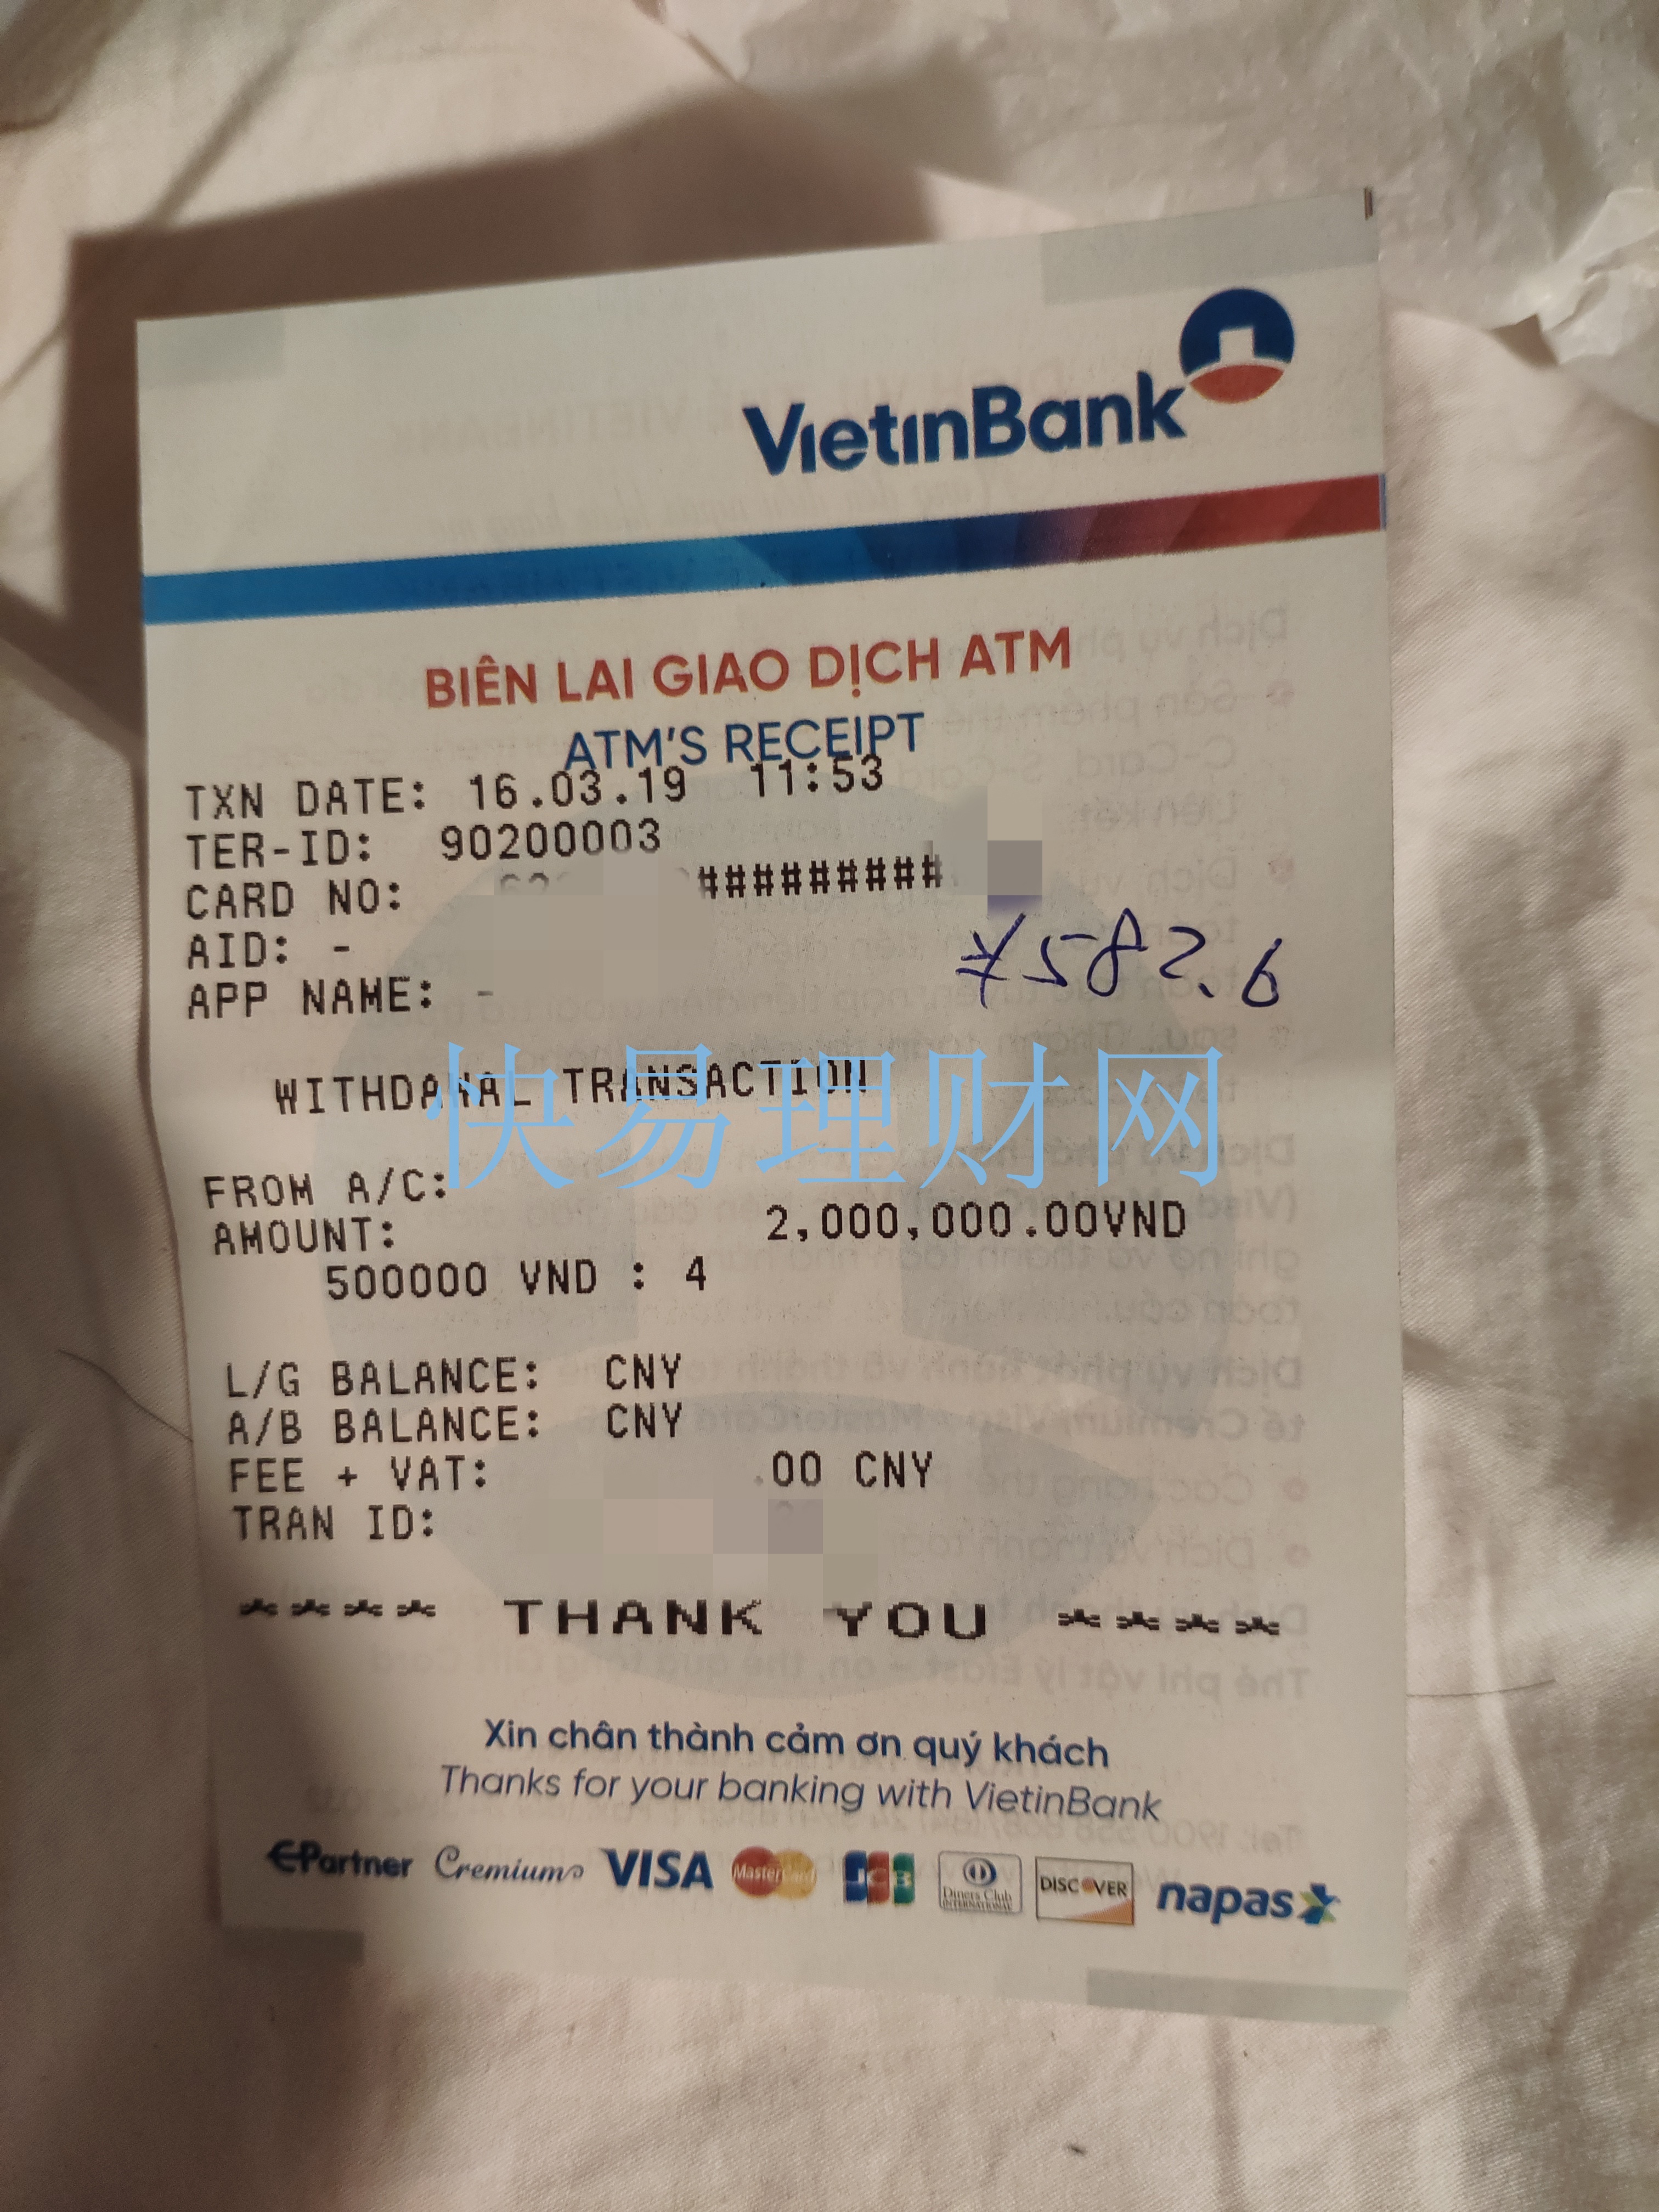 VietinBank
BIÊN LAI GIAO DỊCH ATM
ATM'S RECEIPT
TXN DATE: 16.03.19 11:53
TER-ID: 90200003
CARD NO: ##########
AID: -
APP NAME: -
¥582.6
WITHDAWAL TRANSACTION
快易理财网
FROM A/C:
AMOUNT: 2,000,000.00VND
500000 VND : 4
L/G BALANCE: CNY
A/B BALANCE: CNY
FEE + VAT: .00 CNY
TRAN ID:
**** THANK YOU ****
Xin chân thành cảm ơn quý khách
Thanks for your banking with VietinBank
E-Partner Cremium VISA MasterCard JCB Diners Club INTERNATIONAL DISCOVER napas